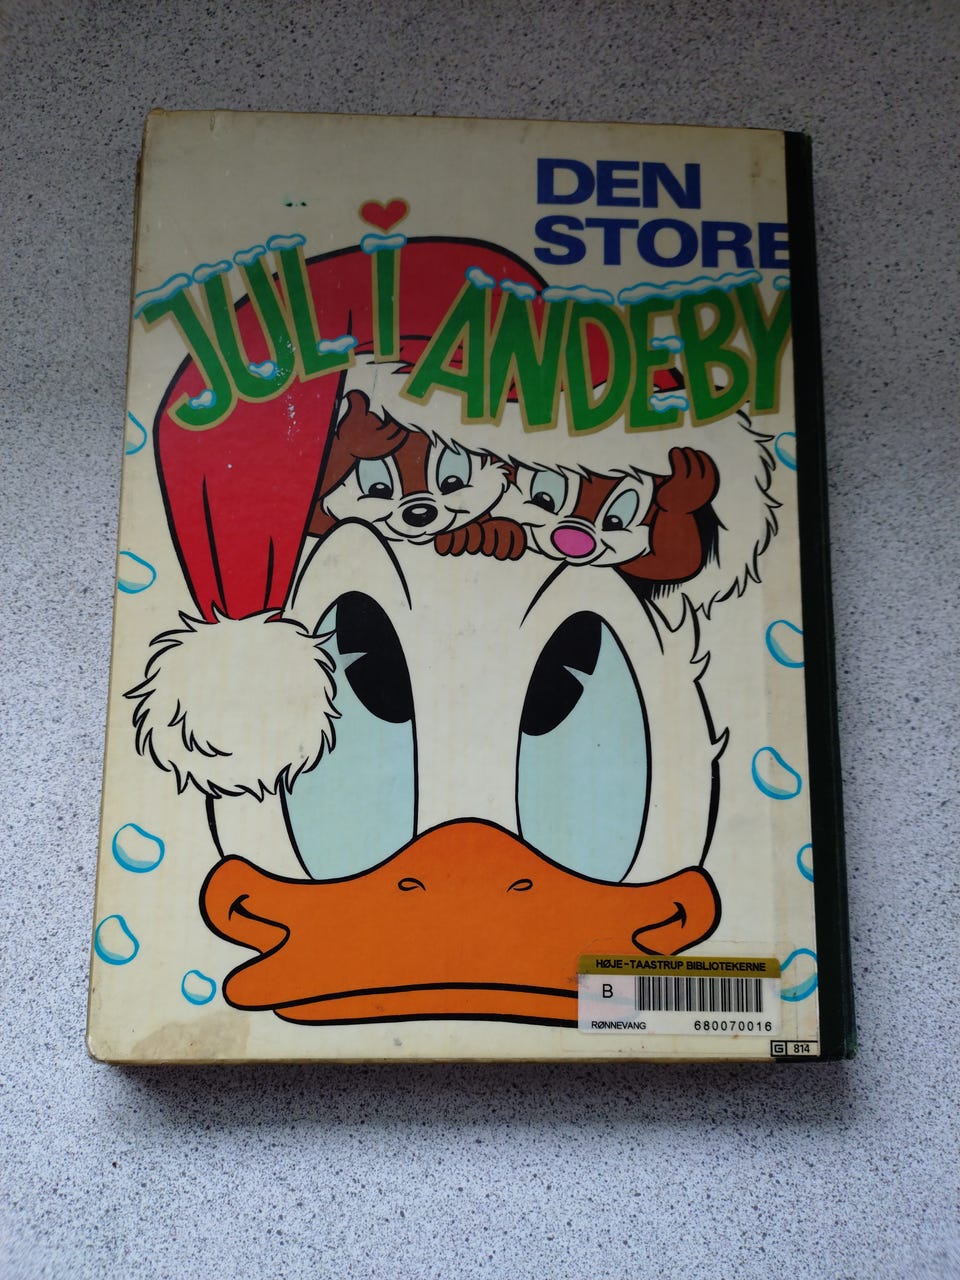 DEN
STORE
JUL i ANDEBY
HØJE-TAASTRUP BIBLIOTEKERNE
B
RØNNEVANG 680070016
G 814